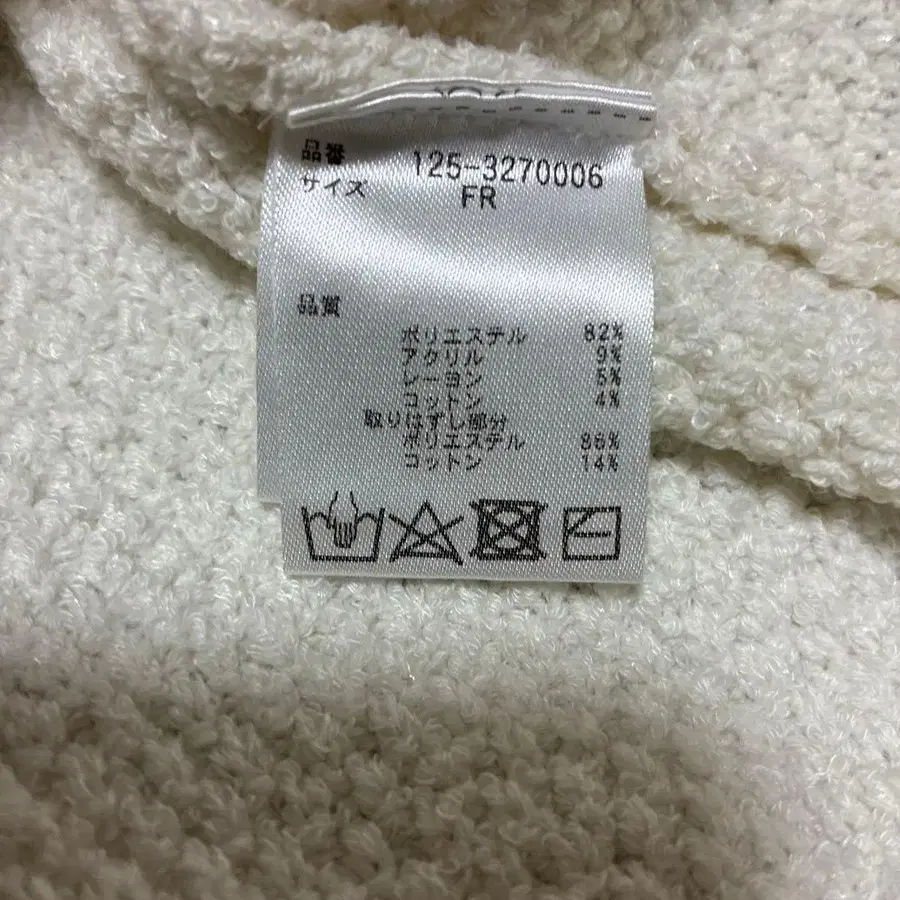 品番 125-3270006
サイズ FR
品質
ポリエステル 82%
アクリル 9%
レーヨン 5%
コットン 4%
取りはずし部分
ポリエステル 86%
コットン 14%